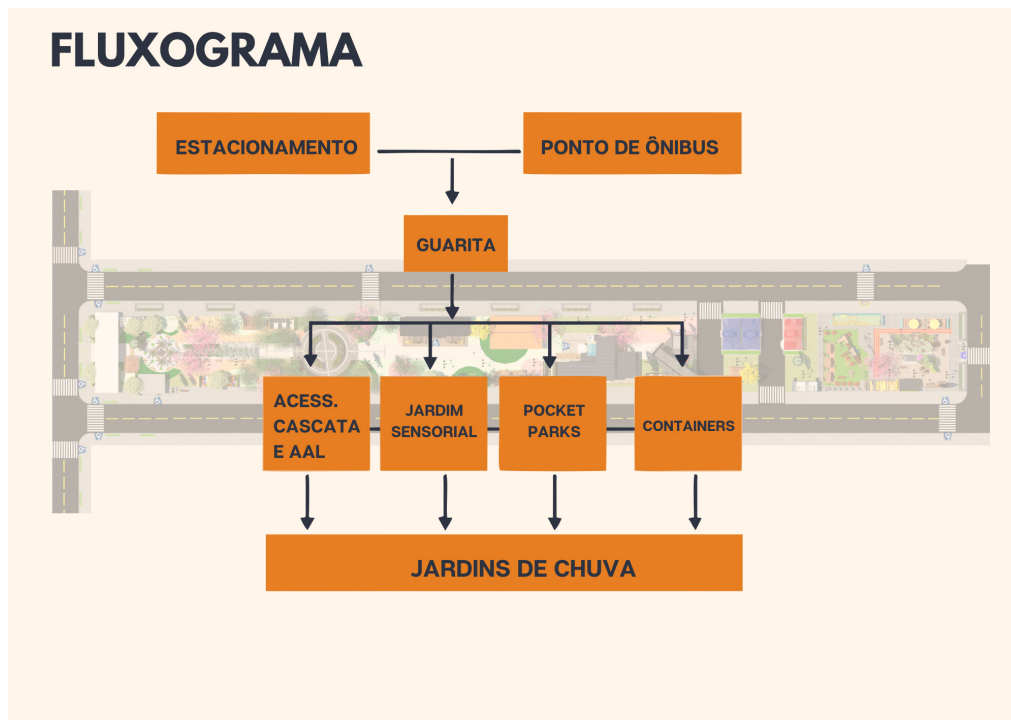 FLUXOGRAMA
ESTACIONAMENTO
PONTO DE ÔNIBUS
GUARITA
ACESS.
CASCATA
E AAL
JARDIM
SENSORIAL
POCKET
PARKS
CONTAINERS
JARDINS DE CHUVA